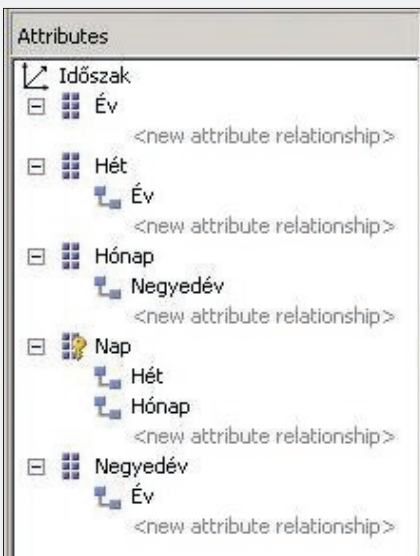 Attributes
Időszak
Év
<new attribute relationship>
Hét
Év
<new attribute relationship>
Hónap
Negyedév
<new attribute relationship>
Nap
Hét
Hónap
<new attribute relationship>
Negyedév
Év
<new attribute relationship>